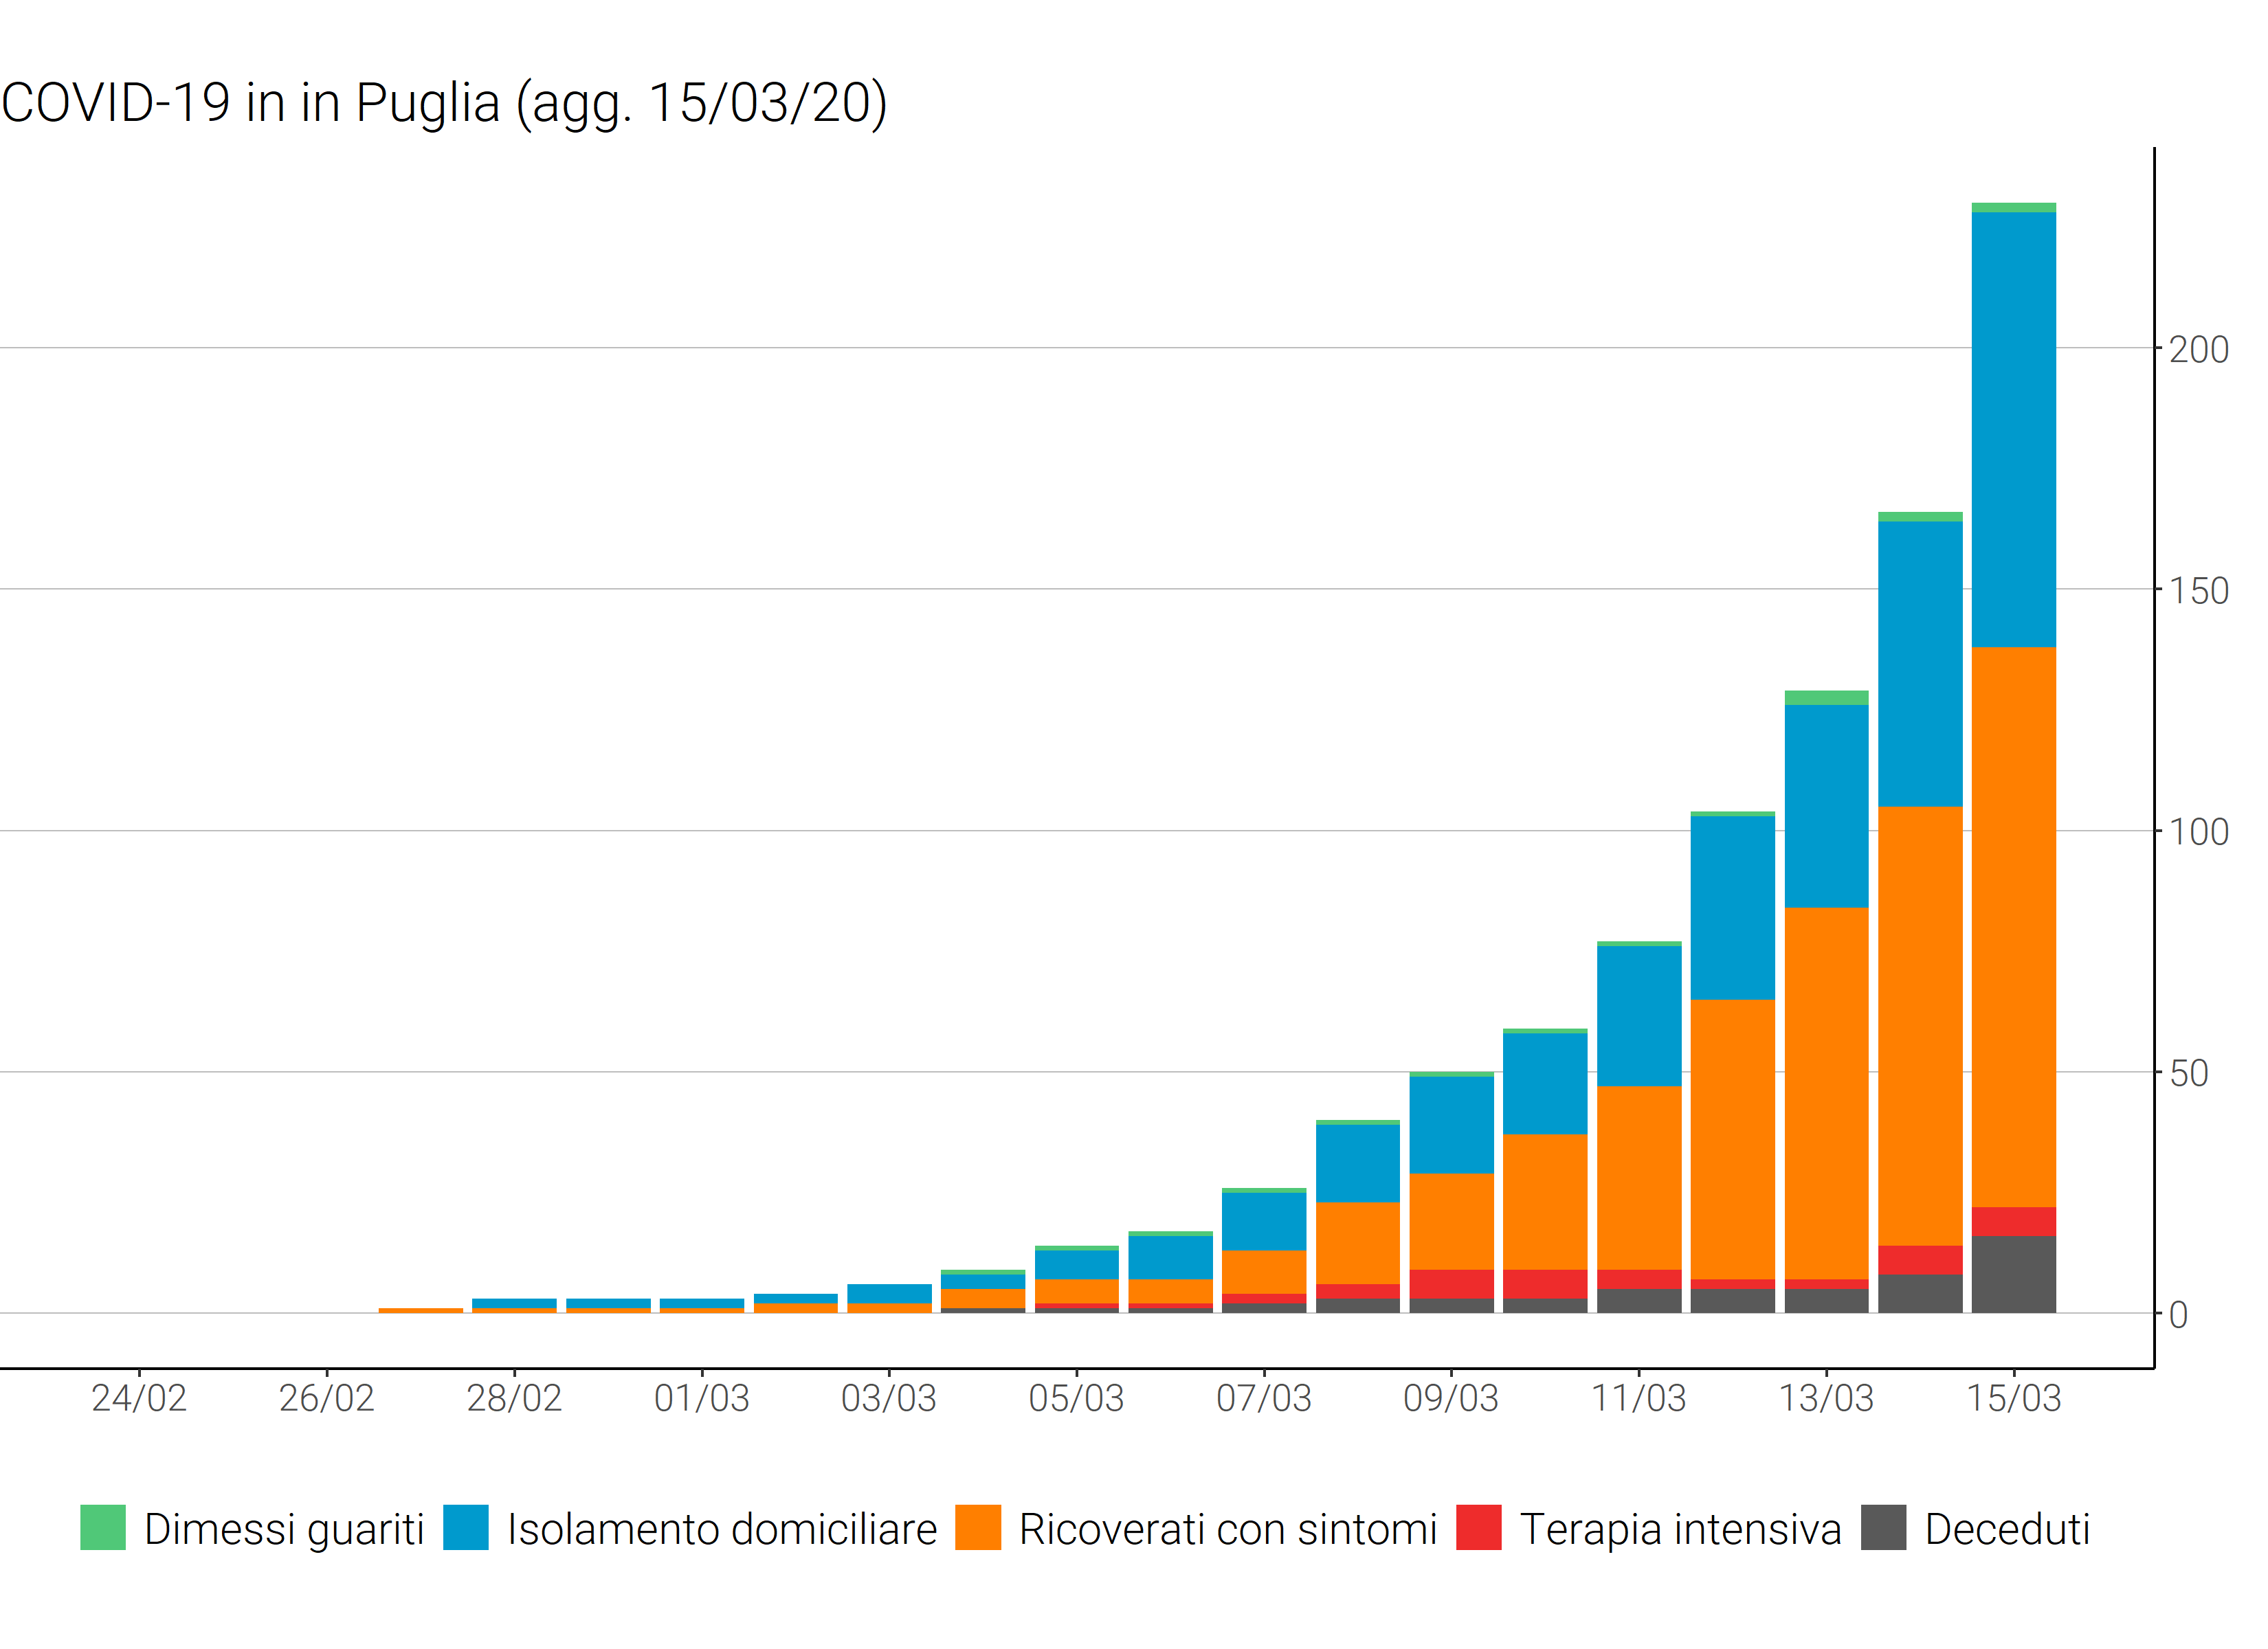 COVID-19 in in Puglia (agg. 15/03/20)
200
150
100
50
0
24/02 26/02 28/02 01/03 03/03 05/03 07/03 09/03 11/03 13/03 15/03
Dimessi guariti Isolamento domiciliare Ricoverati con sintomi Terapia intensiva Deceduti